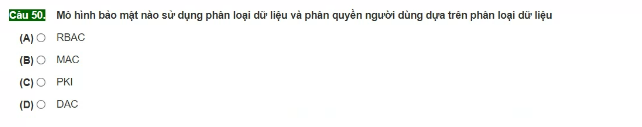 Câu 50. Mô hình bảo mật nào sử dụng phân loại dữ liệu và phân quyền người dùng dựa trên phân loại dữ liệu
(A) RBAC
(B) MAC
(C) PKI
(D) DAC